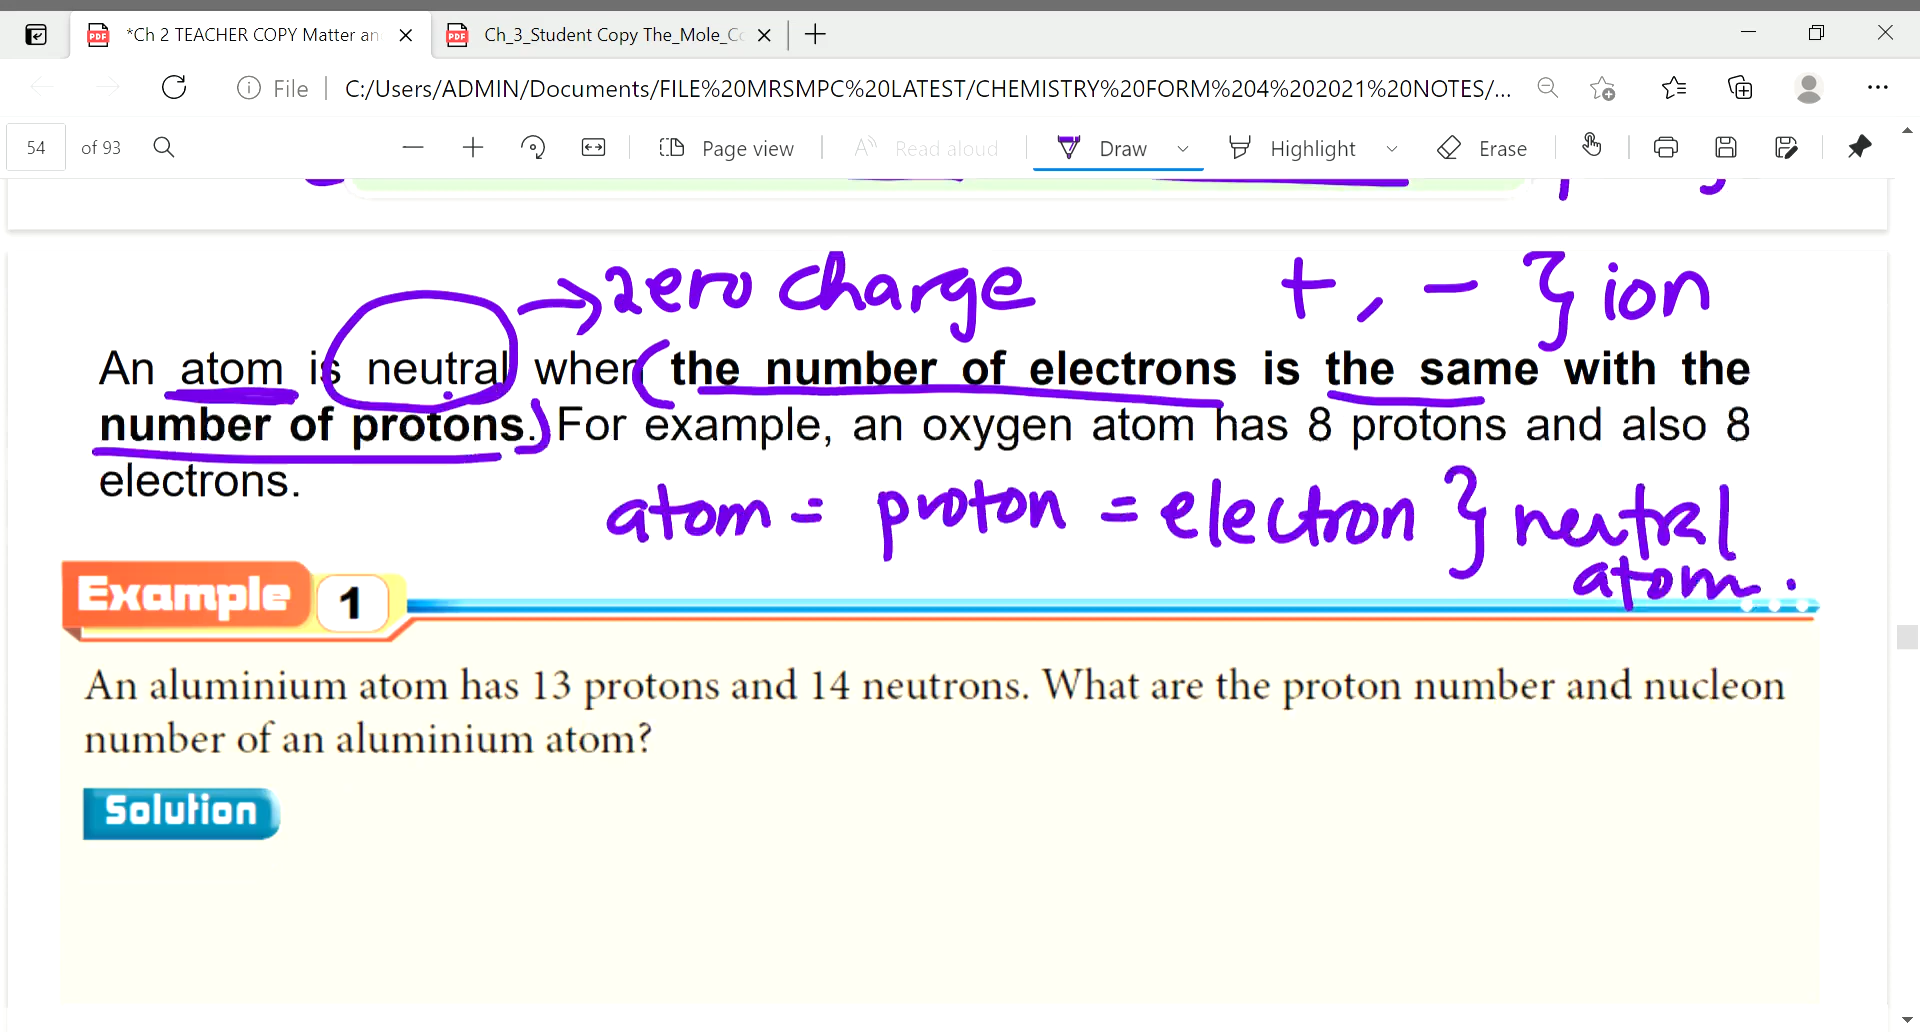 *Ch 2 TEACHER COPY Matter an
Ch_3_Student Copy The_Mole_Co
File
C:/Users/ADMIN/Documents/FILE%20MRSMPC%20LATEST/CHEMISTRY%20FORM%204%202021%20NOTES/...
54 of 93
Page view
Read aloud
Draw
Highlight
Erase
→ zero charge
+ , - } ion
An atom is neutral when the number of electrons is the same with the
number of protons. For example, an oxygen atom has 8 protons and also 8
electrons.
atom = proton = electron } neutral
atom.
Example 1
An aluminium atom has 13 protons and 14 neutrons. What are the proton number and nucleon
number of an aluminium atom?
Solution